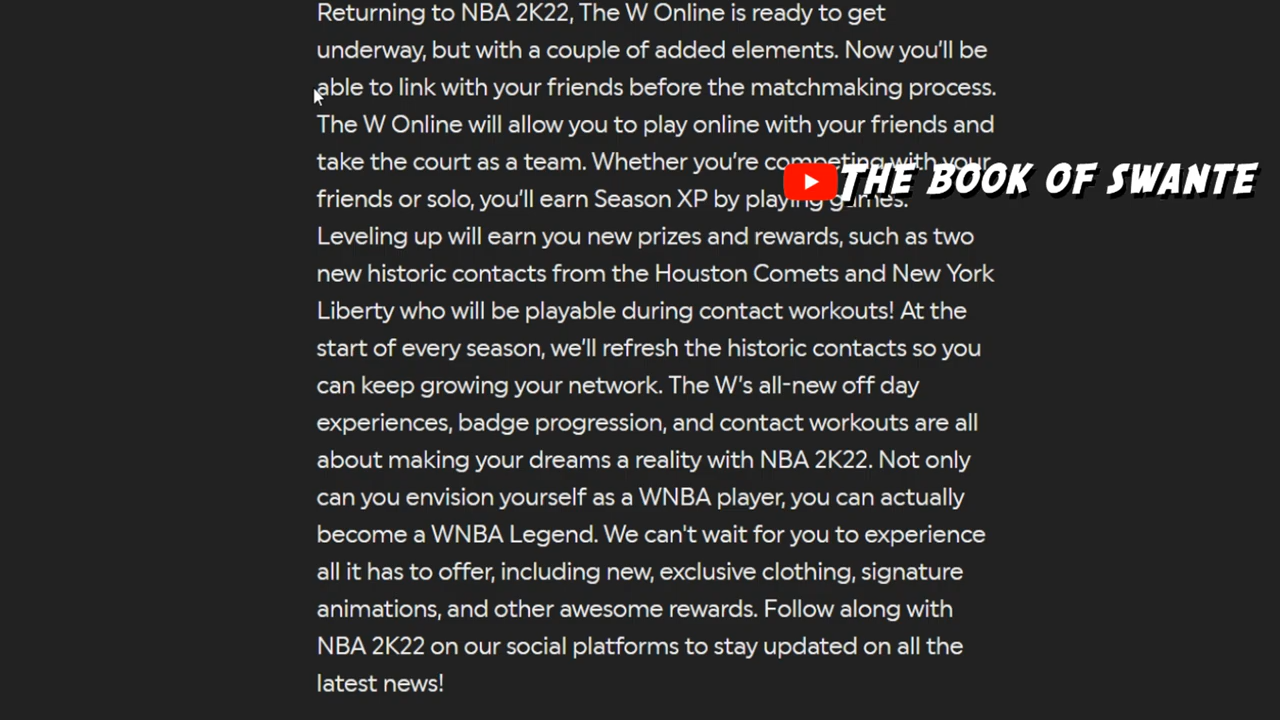 Returning to NBA 2K22, The W Online is ready to get
underway, but with a couple of added elements. Now you’ll be
able to link with your friends before the matchmaking process.
The W Online will allow you to play online with your friends and
take the court as a team. Whether you’re competing with your
THE BOOK OF SWANTE
friends or solo, you’ll earn Season XP by playing games.
Leveling up will earn you new prizes and rewards, such as two
new historic contacts from the Houston Comets and New York
Liberty who will be playable during contact workouts! At the
start of every season, we’ll refresh the historic contacts so you
can keep growing your network. The W’s all-new off day
experiences, badge progression, and contact workouts are all
about making your dreams a reality with NBA 2K22. Not only
can you envision yourself as a WNBA player, you can actually
become a WNBA Legend. We can't wait for you to experience
all it has to offer, including new, exclusive clothing, signature
animations, and other awesome rewards. Follow along with
NBA 2K22 on our social platforms to stay updated on all the
latest news!